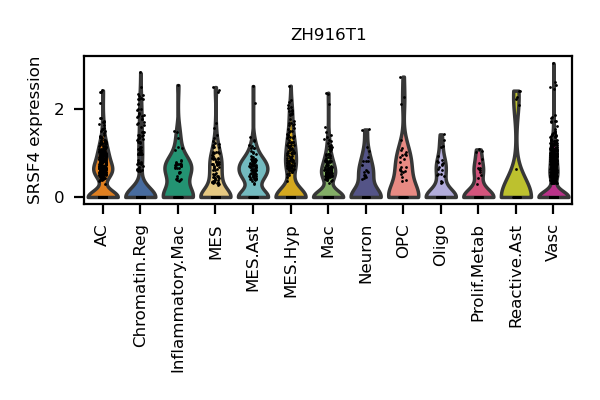 ZH916T1
SRSF4 expression
2
0
AC
Chromatin.Reg
Inflammatory.Mac
MES
MES.Ast
MES.Hyp
Mac
Neuron
OPC
Oligo
Prolif.Metab
Reactive.Ast
Vasc